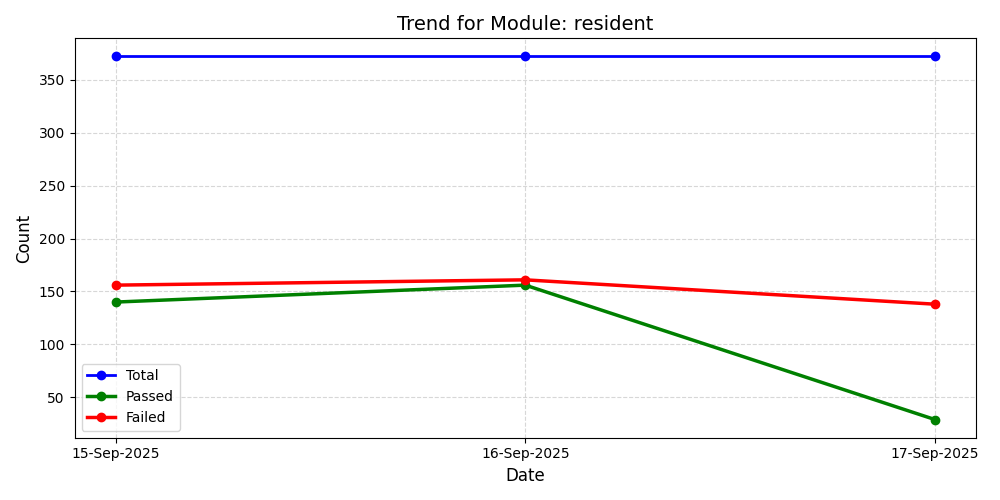 Trend for Module: resident
Count
350
300
250
200
150
100
50
Total
Passed
Failed
15-Sep-2025
16-Sep-2025
17-Sep-2025
Date